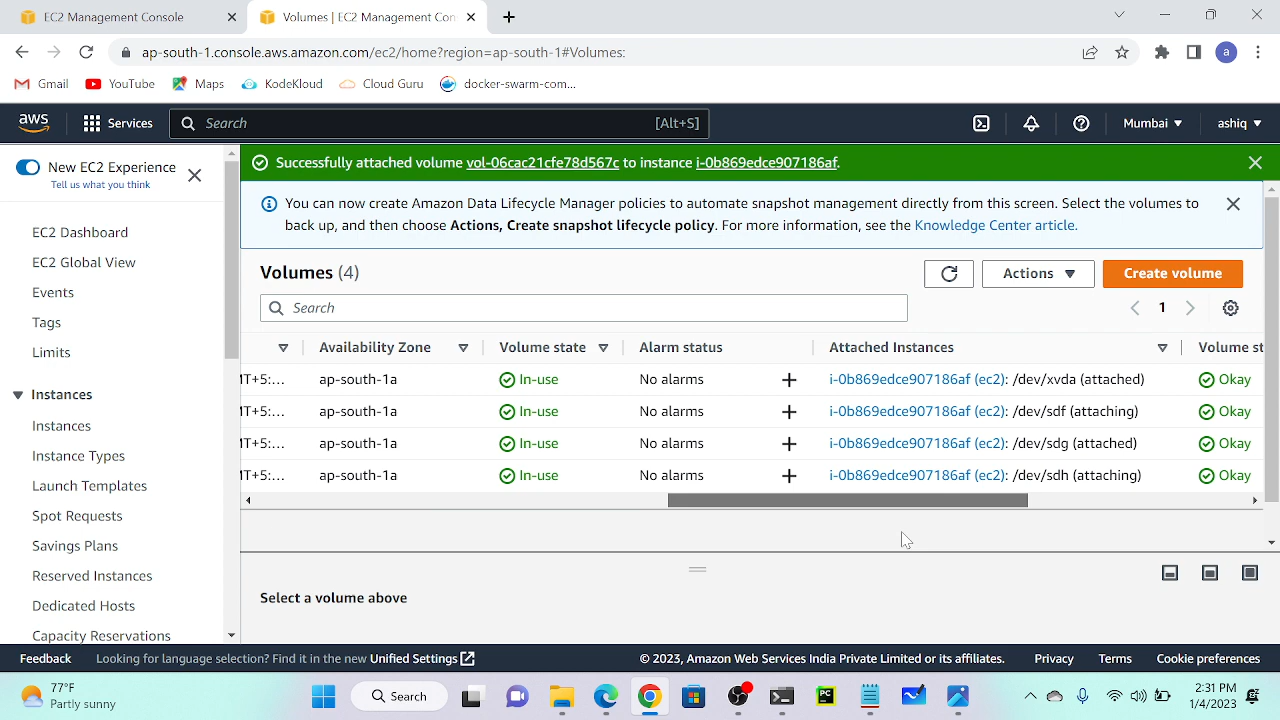 EC2 Management Console
Volumes | EC2 Management Con
ap-south-1.console.aws.amazon.com/ec2/home?region=ap-south-1#Volumes:
a
Gmail YouTube Maps KodeKloud Cloud Guru docker-swarm-com...
aws Services Search [Alt+S] Mumbai ashiq
New EC2 Experience
Tell us what you think
EC2 Dashboard
EC2 Global View
Events
Tags
Limits
Instances
Instances
Instance Types
Launch Templates
Spot Requests
Savings Plans
Reserved Instances
Dedicated Hosts
Capacity Reservations
Successfully attached volume vol-06cac21cfe78d567c to instance i-0b869edce907186af.
You can now create Amazon Data Lifecycle Manager policies to automate snapshot management directly from this screen. Select the volumes to
back up, and then choose Actions, Create snapshot lifecycle policy. For more information, see the Knowledge Center article.
Volumes (4) Actions Create volume
Search 1
Availability Zone Volume state Alarm status Attached Instances Volume st
1T+5:... ap-south-1a In-use No alarms + i-0b869edce907186af (ec2): /dev/xvda (attached) Okay
1T+5:... ap-south-1a In-use No alarms + i-0b869edce907186af (ec2): /dev/sdf (attaching) Okay
1T+5:... ap-south-1a In-use No alarms + i-0b869edce907186af (ec2): /dev/sdg (attached) Okay
1T+5:... ap-south-1a In-use No alarms + i-0b869edce907186af (ec2): /dev/sdh (attaching) Okay
Select a volume above
Feedback Looking for language selection? Find it in the new Unified Settings © 2023, Amazon Web Services India Private Limited or its affiliates. Privacy Terms Cookie preferences
77°F
Partly sunny
Search
PC
2:31 PM
1/4/2023